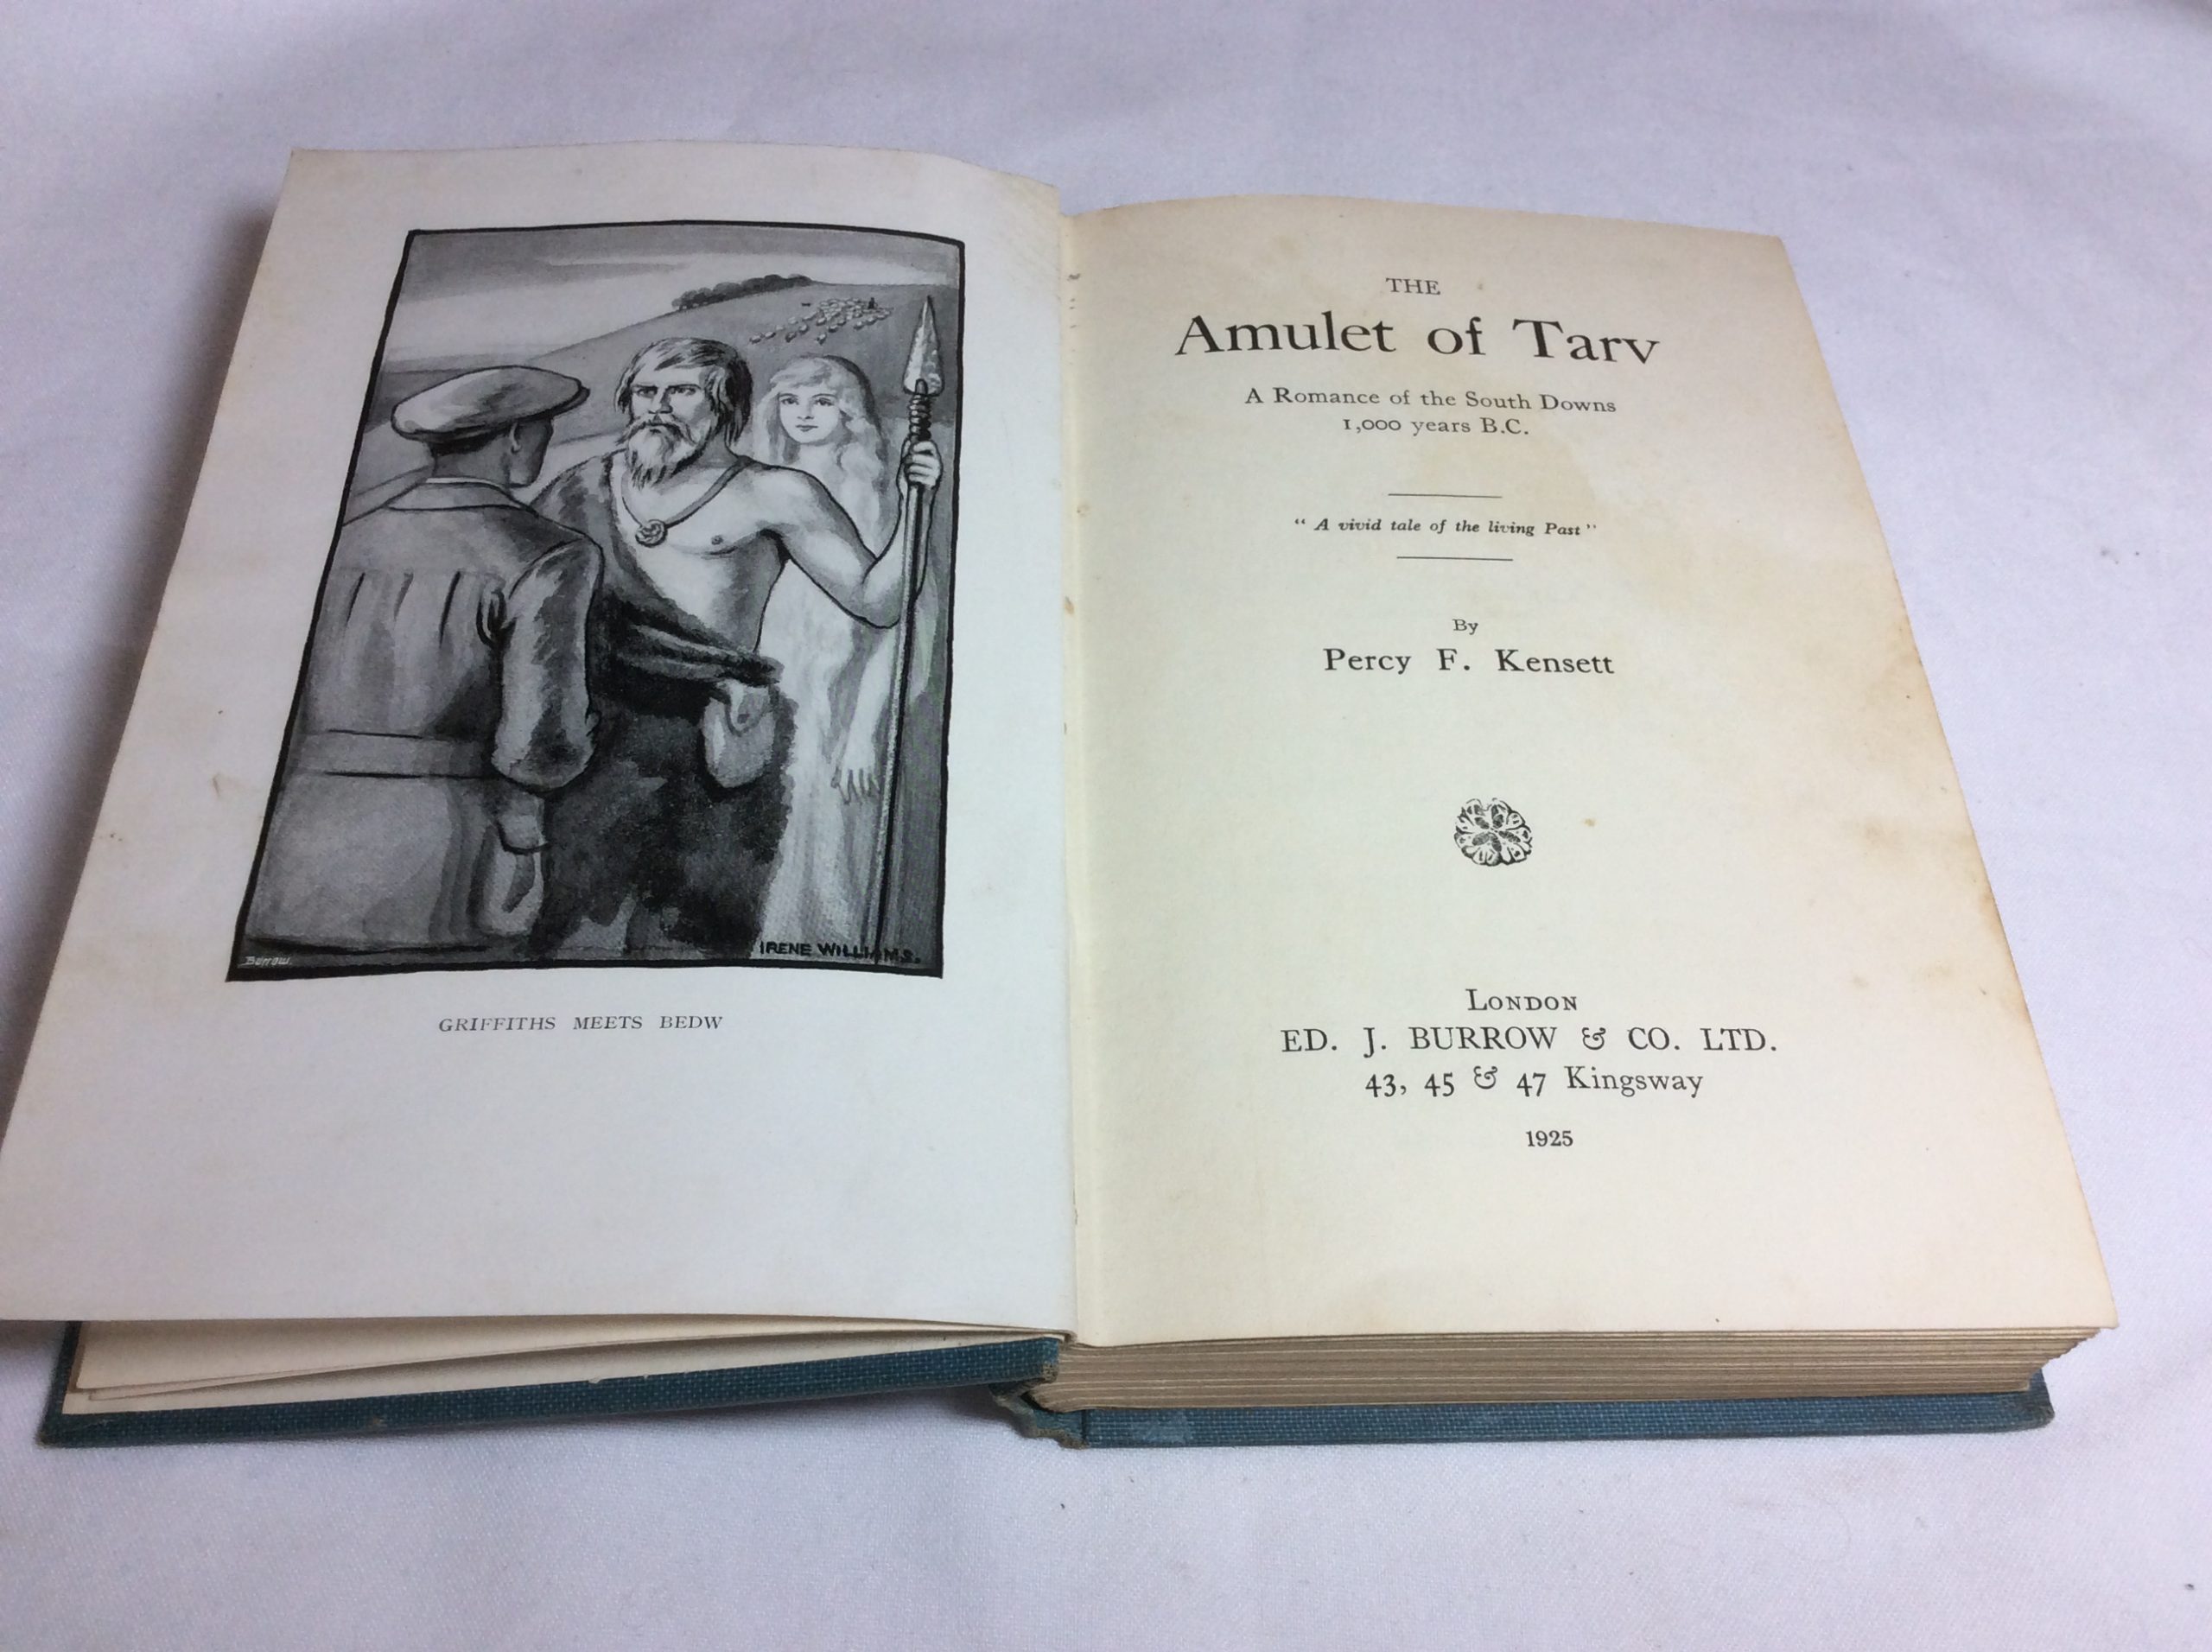 Burrow.
IRENE WILLIAMS.
GRIFFITHS MEETS BEDW
THE
Amulet of Tarv
A Romance of the South Downs
1,000 years B.C.
“ A vivid tale of the living Past ”
By
Percy F. Kensett
London
ED. J. BURROW & CO. LTD.
43, 45 & 47 Kingsway
1925